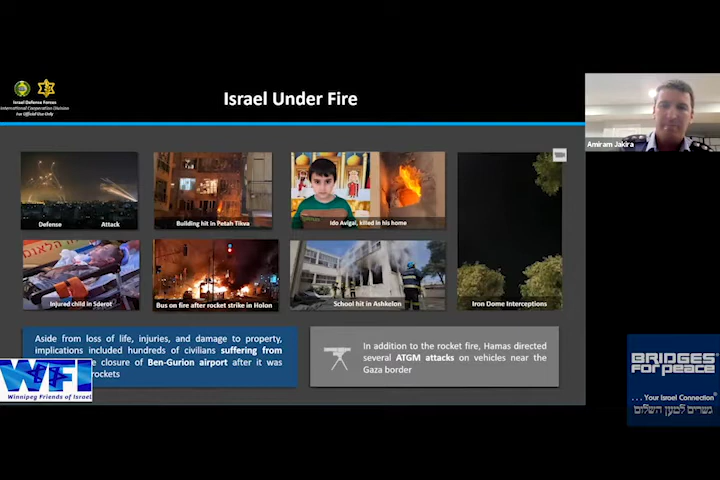 Israel Under Fire
Israel Defense Forces
International Cooperation Division
For Official Use Only
Amiram Jakira
Defense Attack
Building hit in Petah Tikva
Ido Avigal, killed in his home
Injured child in Sderot
Bus on fire after rocket strike in Holon
School hit in Ashkelon
Iron Dome Interceptions
Aside from loss of life, injuries, and damage to property,
implications included hundreds of civilians suffering from
closure of Ben-Gurion airport after it was
rockets
In addition to the rocket fire, Hamas directed
several ATGM attacks on vehicles near the
Gaza border
WFI
Winnipeg Friends of Israel
BRIDGES
FOR PEACE
...Your Israel Connection®
גשרים למען השלום